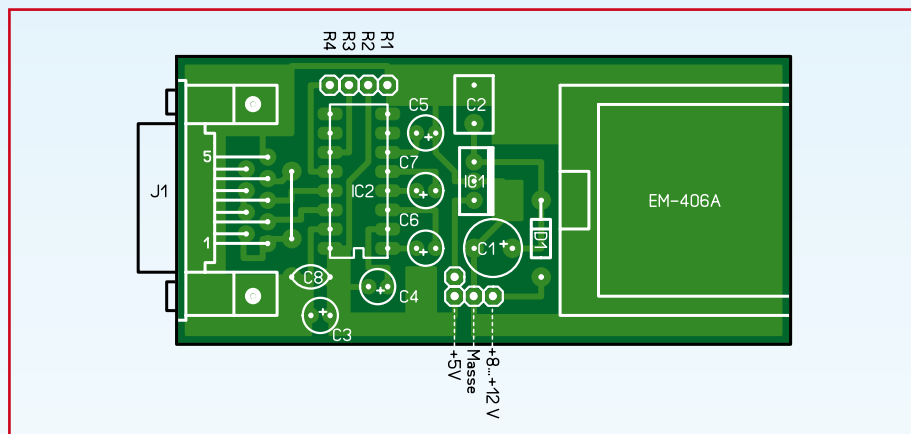 R4
R3
R2
R1
C5
C2
5
C7
J1
IC2
IC1
EM-406A
C6
1
C1
D1
C8
C4
C3
+5V
Masse
+8...+12 V